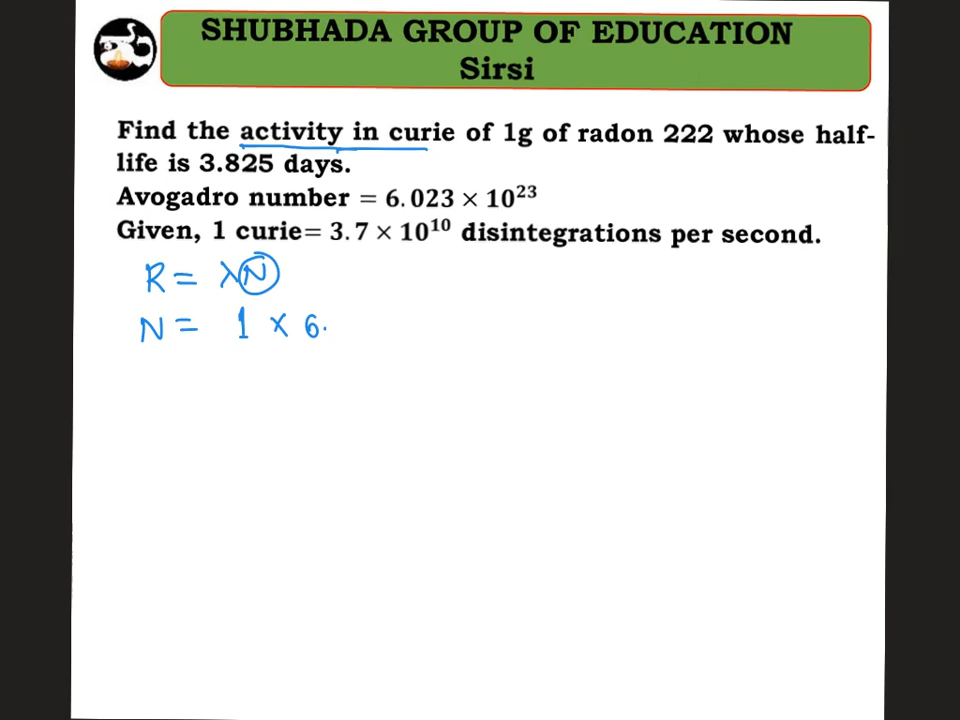 SHUBHADA GROUP OF EDUCATION
Sirsi
Find the activity in curie of 1g of radon 222 whose half-
life is 3.825 days.
Avogadro number = 6.023 × 10²³
Given, 1 curie= 3.7 × 10¹⁰ disintegrations per second.
R = λN
N = 1 × 6.